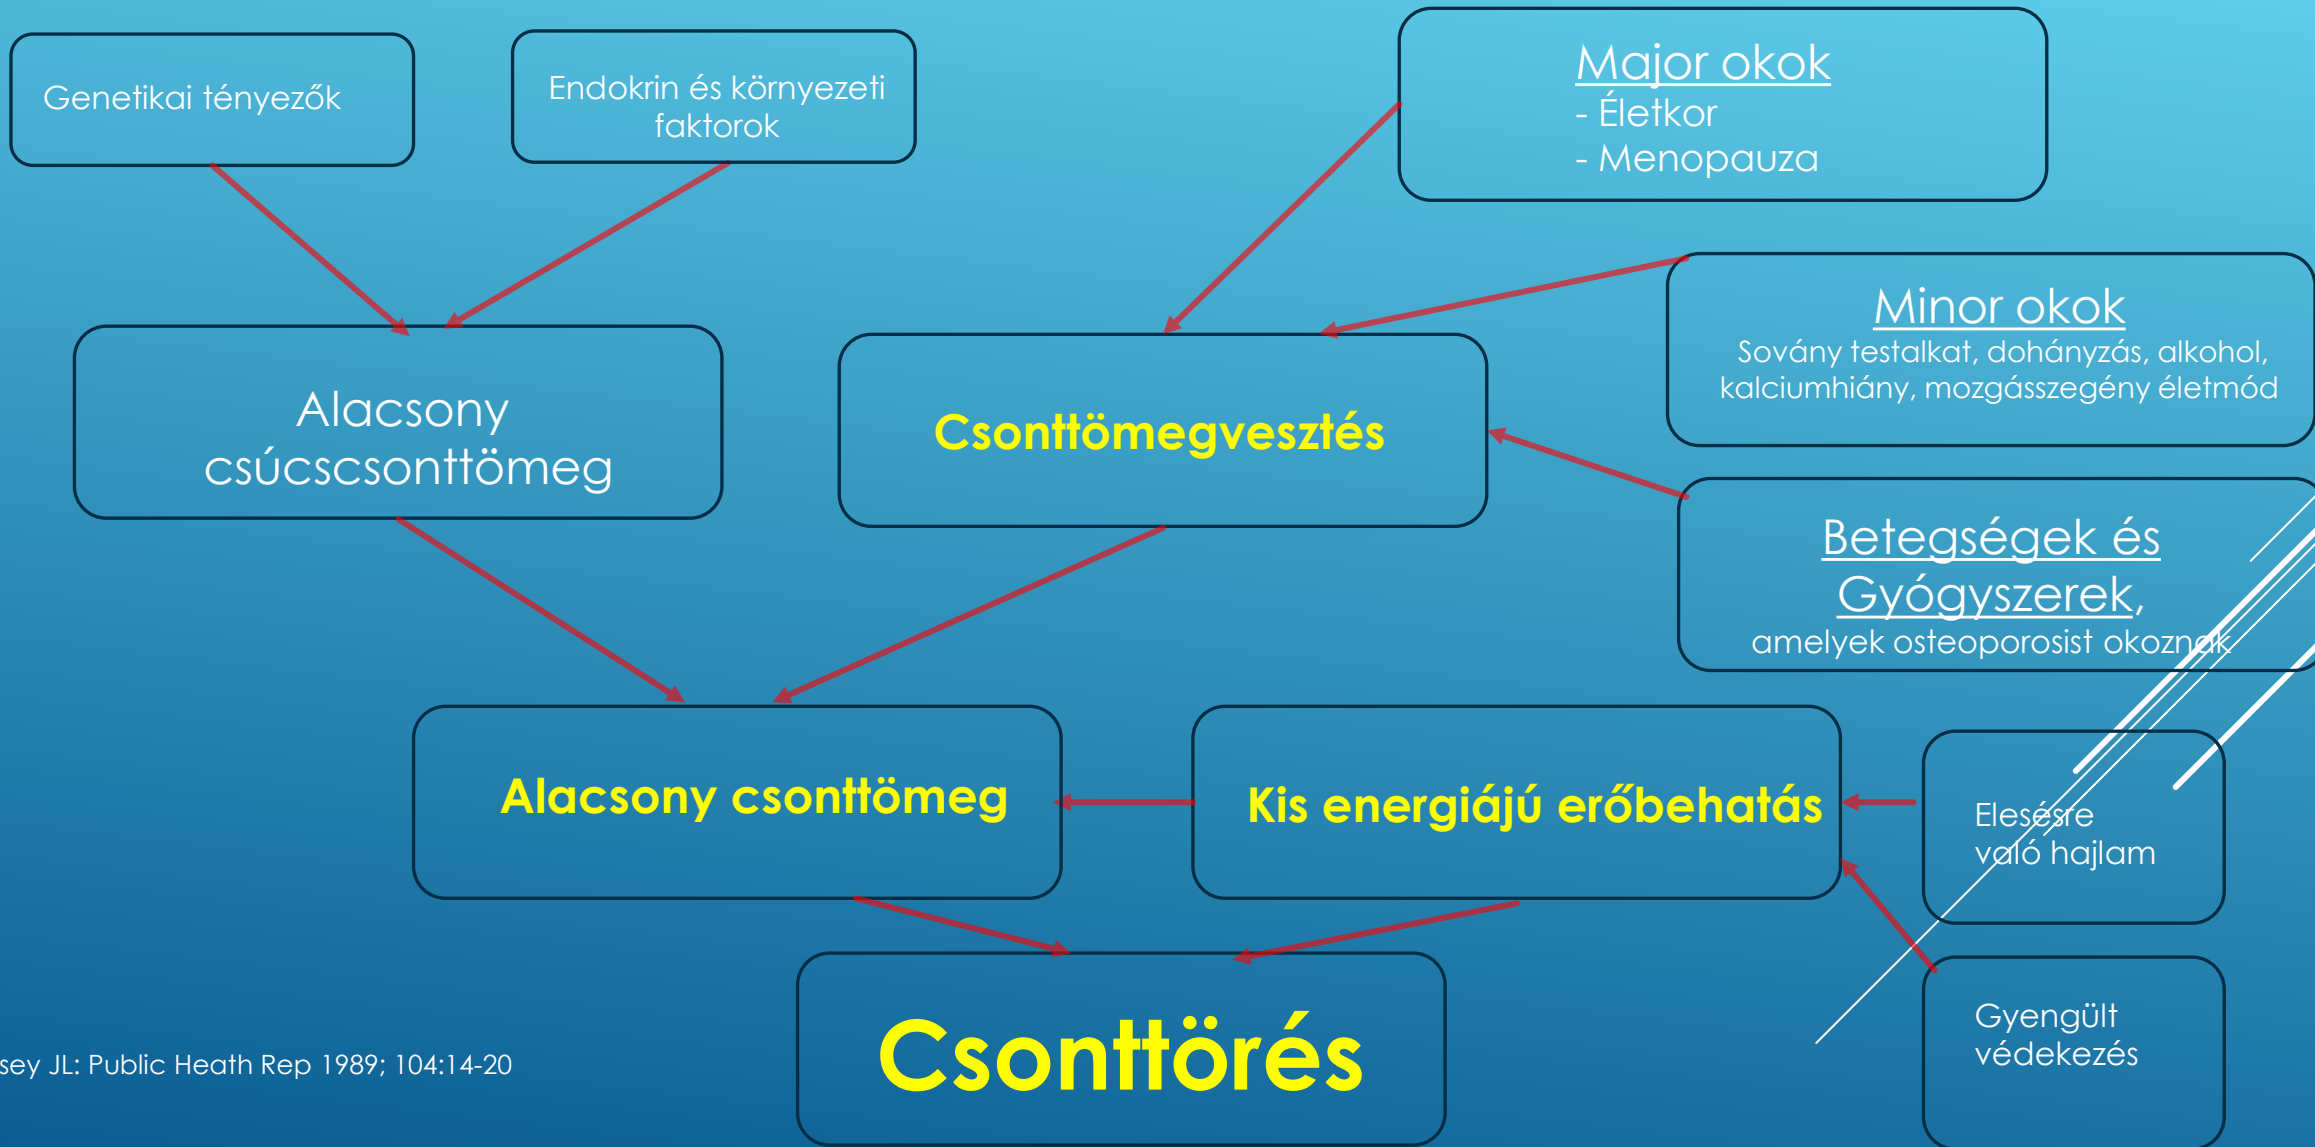 Genetikai tényezők
Endokrin és környezeti
faktorok
Major okok
- Életkor
- Menopauza
Minor okok
Sovány testalkat, dohányzás, alkohol,
kalciumhiány, mozgásszegény életmód
Alacsony
csúcscsonttömeg
Csonttömegvesztés
Betegségek és
Gyógyszerek,
amelyek osteoporosist okoznak
Alacsony csonttömeg
Kis energiájú erőbehatás
Elesésre
való hajlam
Csonttörés
Gyengült
védekezés
sey JL: Public Heath Rep 1989; 104:14-20